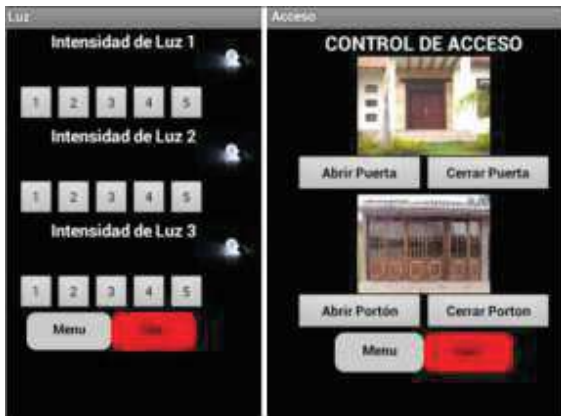 Luz
Intensidad de Luz 1
1 2 3 4 5
Intensidad de Luz 2
1 2 3 4 5
Intensidad de Luz 3
1 2 3 4 5
Menu
Acceso
CONTROL DE ACCESO
Abrir Puerta
Cerrar Puerta
Abrir Portón
Cerrar Porton
Menu